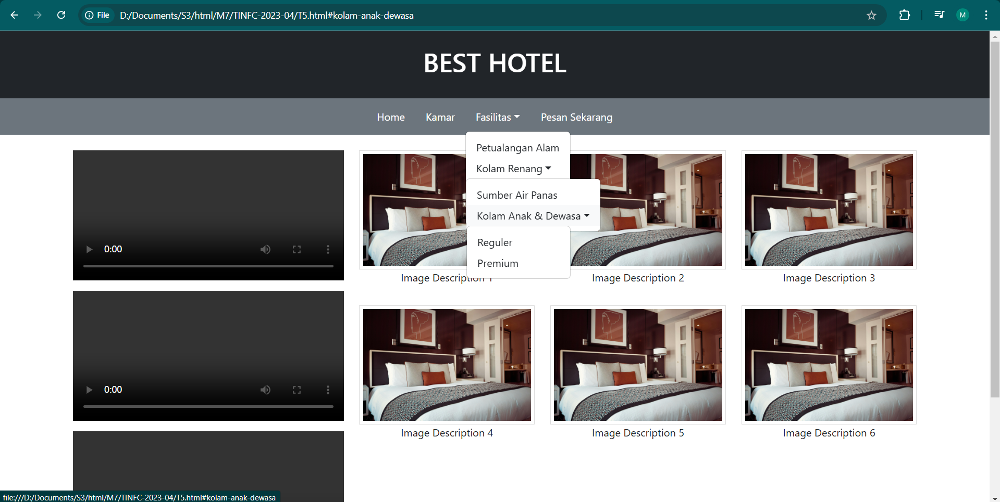 File
D:/Documents/S3/html/M7/TINFC-2023-04/T5.html#kolam-anak-dewasa
M
BEST HOTEL
Home
Kamar
Fasilitas
Pesan Sekarang
Petualangan Alam
Kolam Renang
Sumber Air Panas
Kolam Anak & Dewasa
Reguler
Premium
0:00
Image Description 1
Image Description 2
Image Description 3
0:00
Image Description 4
Image Description 5
Image Description 6
file:///D:/Documents/S3/html/M7/TINFC-2023-04/T5.html#kolam-anak-dewasa